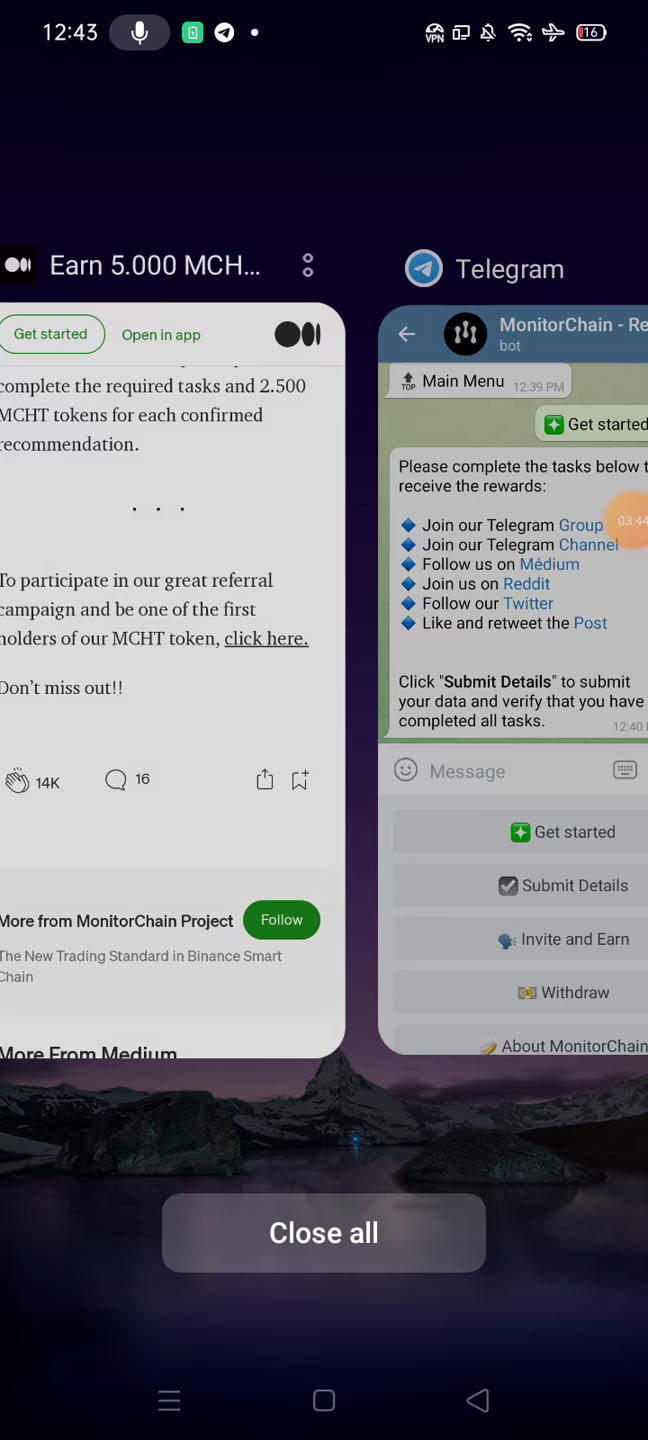 12:43
VPN
16
Earn 5.000 MCH...
Get started
Open in app
complete the required tasks and 2.500
MCHT tokens for each confirmed
recommendation.
. . .
To participate in our great referral
campaign and be one of the first
holders of our MCHT token, click here.
Don't miss out!!
14K
16
More from MonitorChain Project
Follow
The New Trading Standard in Binance Smart
Chain
More From Medium
Telegram
MonitorChain - Re
bot
TOP
Main Menu 12:39 PM
Get started
Please complete the tasks below t
receive the rewards:
Join our Telegram Group
03:44
Join our Telegram Channel
Follow us on Médium
Join us on Reddit
Follow our Twitter
Like and retweet the Post
Click "Submit Details" to submit
your data and verify that you have
completed all tasks.
12:40
Message
Get started
Submit Details
Invite and Earn
Withdraw
About MonitorChain
Close all